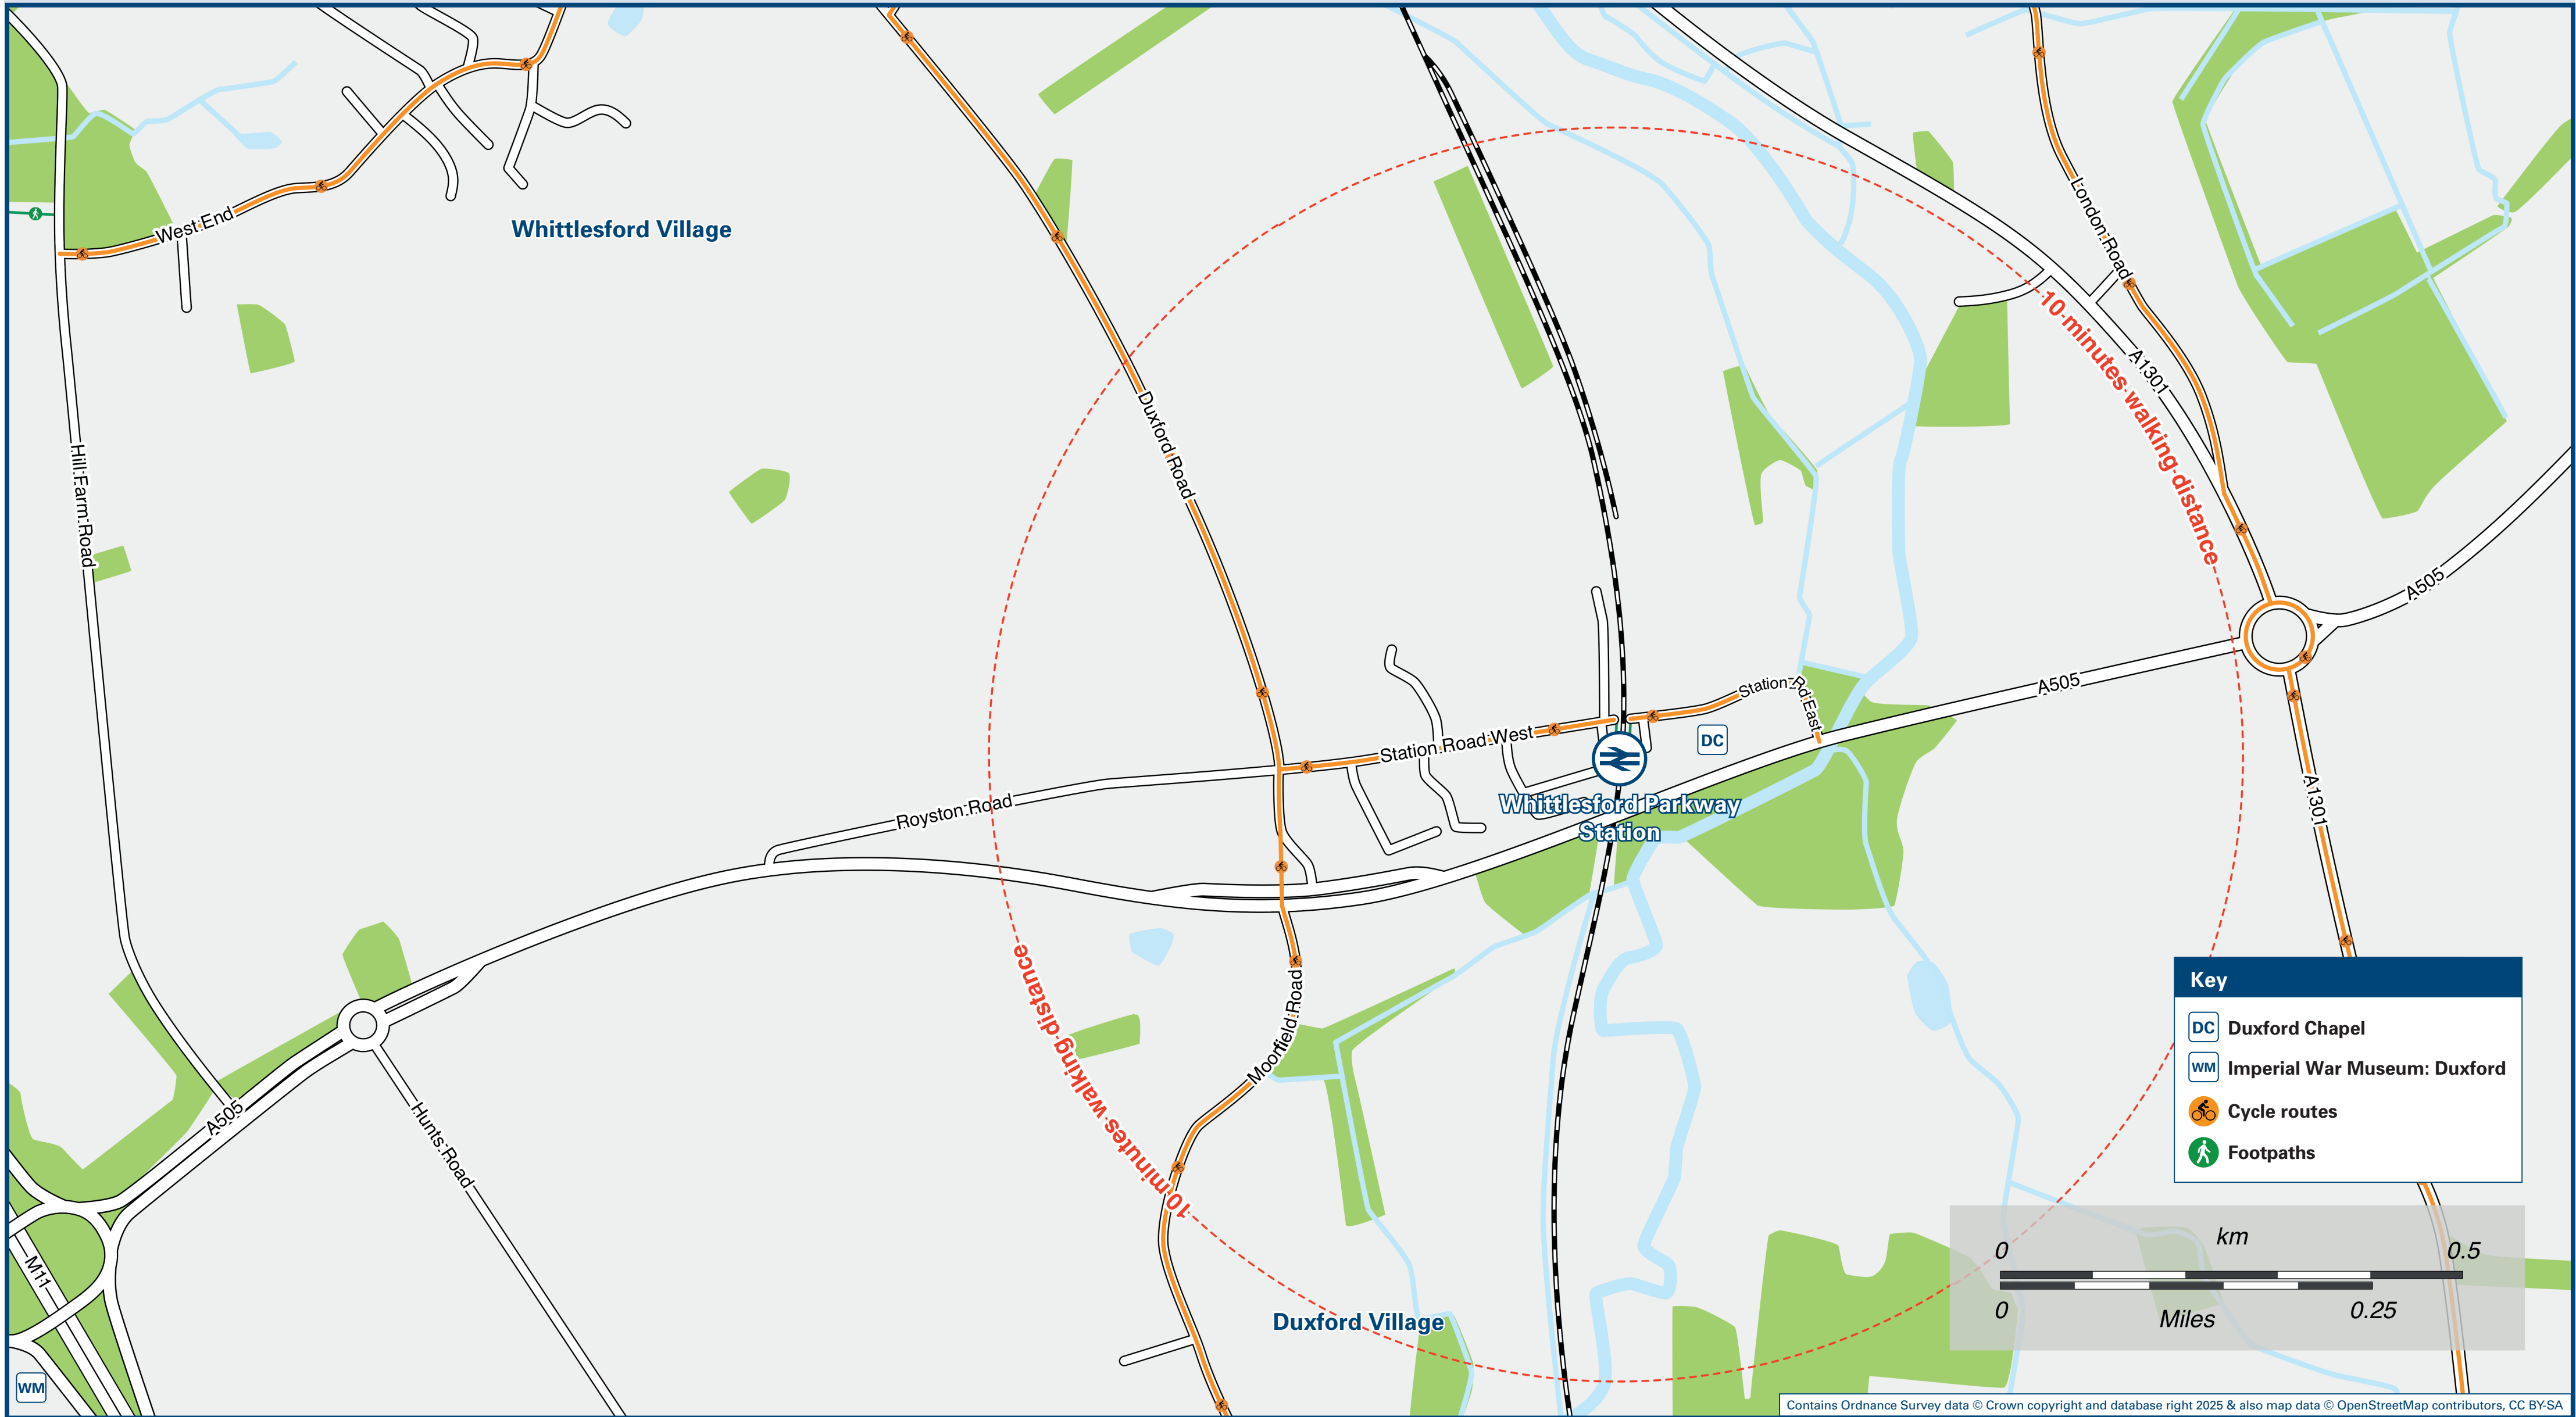 West End
Whittlesford Village
London Road
10 minutes walking distance
A1301
Duxford Road
Hill Farm Road
A505
Station Rd East
A505
Station Road West
DC
Royston Road
Whittlesford Parkway
Station
A1301
10 minutes walking distance
Moorfield Road
A505
Hunts Road
M11
Duxford Village
WM
Key
DC Duxford Chapel
WM Imperial War Museum: Duxford
Cycle routes
Footpaths
km
0 0.5
0 0.25
Miles
Contains Ordnance Survey data © Crown copyright and database right 2025 & also map data © OpenStreetMap contributors, CC BY-SA